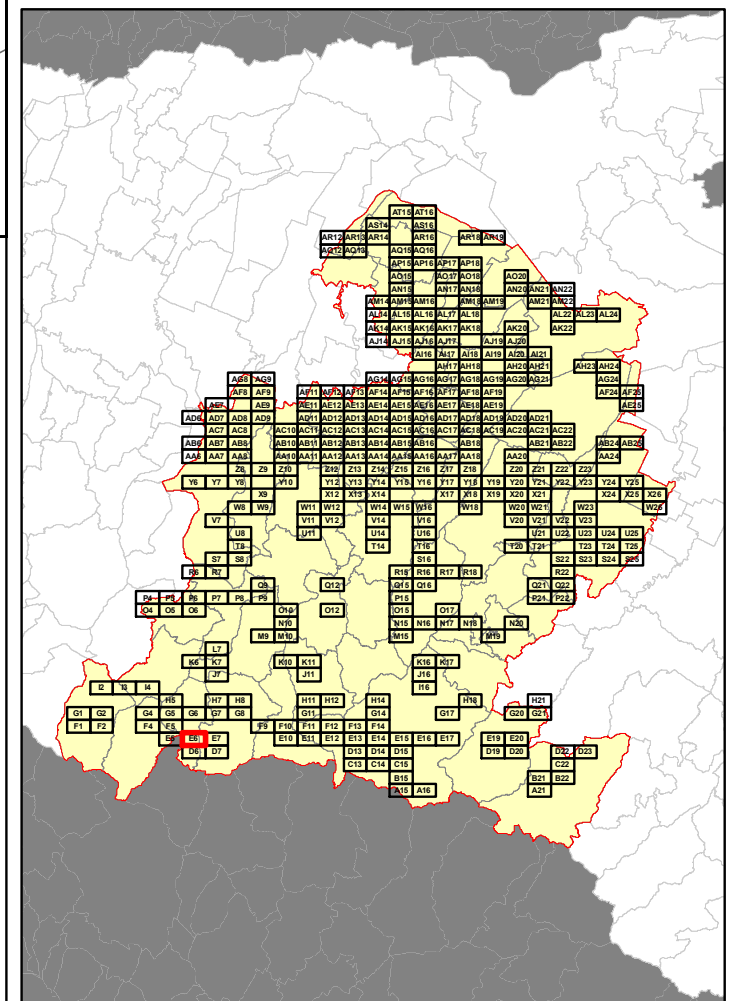 AT15 AT16
AS14 AS16
AR12 AR13 AR14 AR16 AR18 AR19
AQ12 AQ13 AQ15 AQ16
AP15 AP16 AP17 AP18
AO15 AO17 AO18 AO20
AN15 AN17 AN18 AN20 AN21 AN22
AM14 AM15 AM16 AM18 AM19 AM21 AM22
AL14 AL15 AL16 AL17 AL18 AL22 AL23 AL24
AK14 AK15 AK16 AK17 AK18 AK20 AK22
AJ14 AJ15 AJ16 AJ17 AJ19 AJ20
AI16 AI17 AI18 AI19 AI20 AI21
AH17 AH18 AH20 AH21 AH23 AH24
AG8 AG9 AG14 AG15 AG16 AG17 AG18 AG19 AG20 AG21 AG24
AF8 AF9 AF11 AF12 AF13 AF14 AF15 AF16 AF17 AF18 AF19 AF24 AF25
AE7 AE9 AE11 AE12 AE13 AE14 AE15 AE16 AE17 AE18 AE19 AE25
AD6 AD7 AD8 AD9 AD11 AD12 AD13 AD14 AD15 AD16 AD17 AD18 AD19 AD20 AD21
AC7 AC8 AC10 AC11 AC12 AC13 AC14 AC15 AC16 AC17 AC18 AC19 AC20 AC21 AC22
AB6 AB7 AB8 AB10 AB11 AB12 AB13 AB14 AB15 AB16 AB18 AB21 AB22 AB24 AB25
AA6 AA7 AA8 AA10 AA11 AA12 AA13 AA14 AA15 AA16 AA17 AA18 AA20 AA24
Z8 Z9 Z10 Z12 Z13 Z14 Z15 Z16 Z17 Z18 Z20 Z21 Z22 Z23
Y6 Y7 Y8 Y10 Y12 Y13 Y14 Y15 Y16 Y17 Y18 Y19 Y20 Y21 Y22 Y23 Y24 Y25
X9 X12 X13 X14 X17 X18 X19 X20 X21 X24 X25 X26
W8 W9 W11 W12 W14 W15 W16 W18 W20 W21 W23 W26
V7 V11 V12 V14 V16 V20 V21 V22 V23
U8 U11 U14 U16 U21 U22 U23 U24 U25
T8 T14 T16 T20 T21 T23 T24 T25
S7 S8 S16 S22 S23 S24 S25
R6 R7 R15 R16 R17 R18 R22
Q9 Q12 Q15 Q16 Q21 Q22
P4 P5 P6 P7 P8 P9 P15 P21 P22
O4 O5 O6 O10 O12 O15 O17
N10 N15 N16 N17 N18 N20
M9 M10 M15 M19
L7
K6 K7 K10 K11 K16 K17
J7 J11 J16
I2 I3 I4 I16
H5 H7 H8 H11 H12 H14 H18 H21
G1 G2 G4 G5 G6 G7 G8 G11 G14 G17 G20 G21
F1 F2 F4 F5 F9 F10 F11 F12 F13 F14
E5 E6 E7 E10 E11 E12 E13 E14 E15 E16 E17 E19 E20
D6 D7 D13 D14 D15 D19 D20 D22 D23
C13 C14 C15 C22
B15 B21 B22
A15 A16 A21